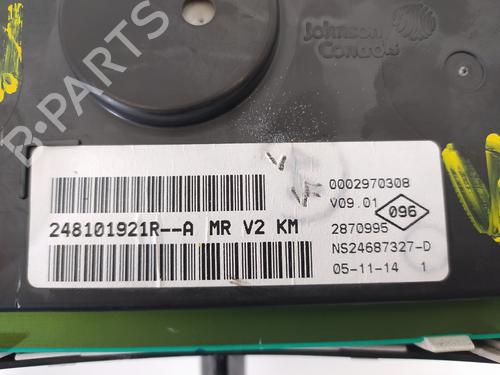 Johnson
Controls
B-PARTS
0002970308
V09.01
096
248101921R--A MR V2 KM
2870995
NS24687327-D
05-11-14 1